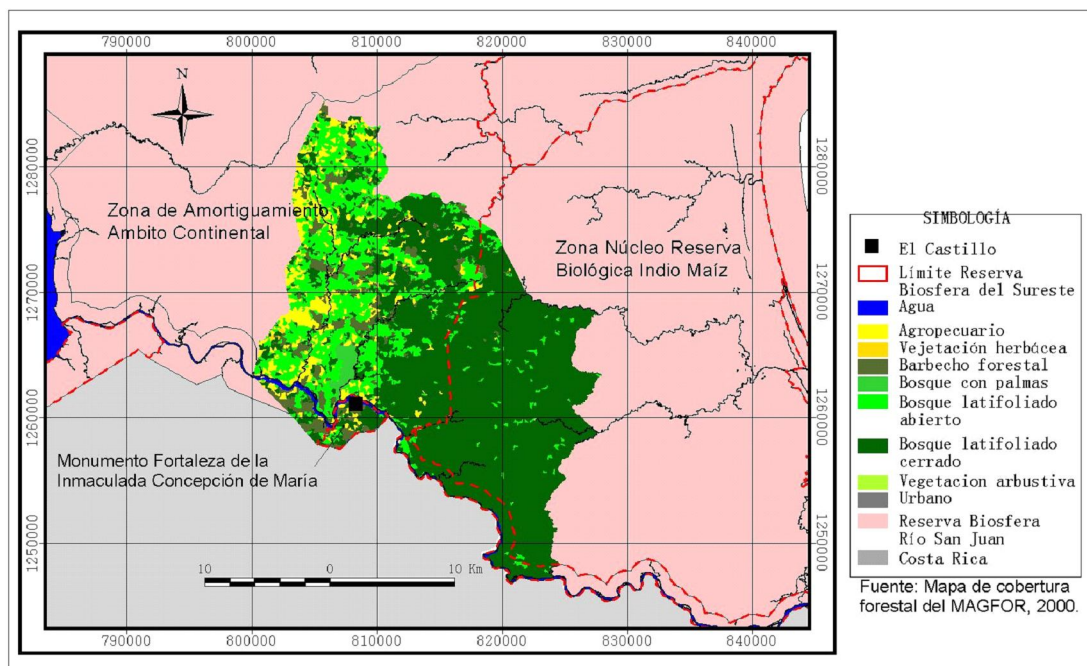 790000 800000 810000 820000 830000 840000
N
1280000
1270000
1260000
1250000
Zona de Amortiguamiento
Ambito Continental
Zona Núcleo Reserva
Biológica Indio Maíz
Monumento Fortaleza de la
Inmaculada Concepción de María
10 0 10 Km
1280000
1270000
1260000
1250000
790000 800000 810000 820000 830000 840000
SIMBOLOGÍA
El Castillo
Límite Reserva
Biosfera del Sureste
Agua
Agropecuario
Vejetación herbácea
Barbecho forestal
Bosque con palmas
Bosque latifoliado
abierto
Bosque latifoliado
cerrado
Vegetacion arbustiva
Urbano
Reserva Biosfera
Río San Juan
Costa Rica
Fuente: Mapa de cobertura
forestal del MAGFOR, 2000.